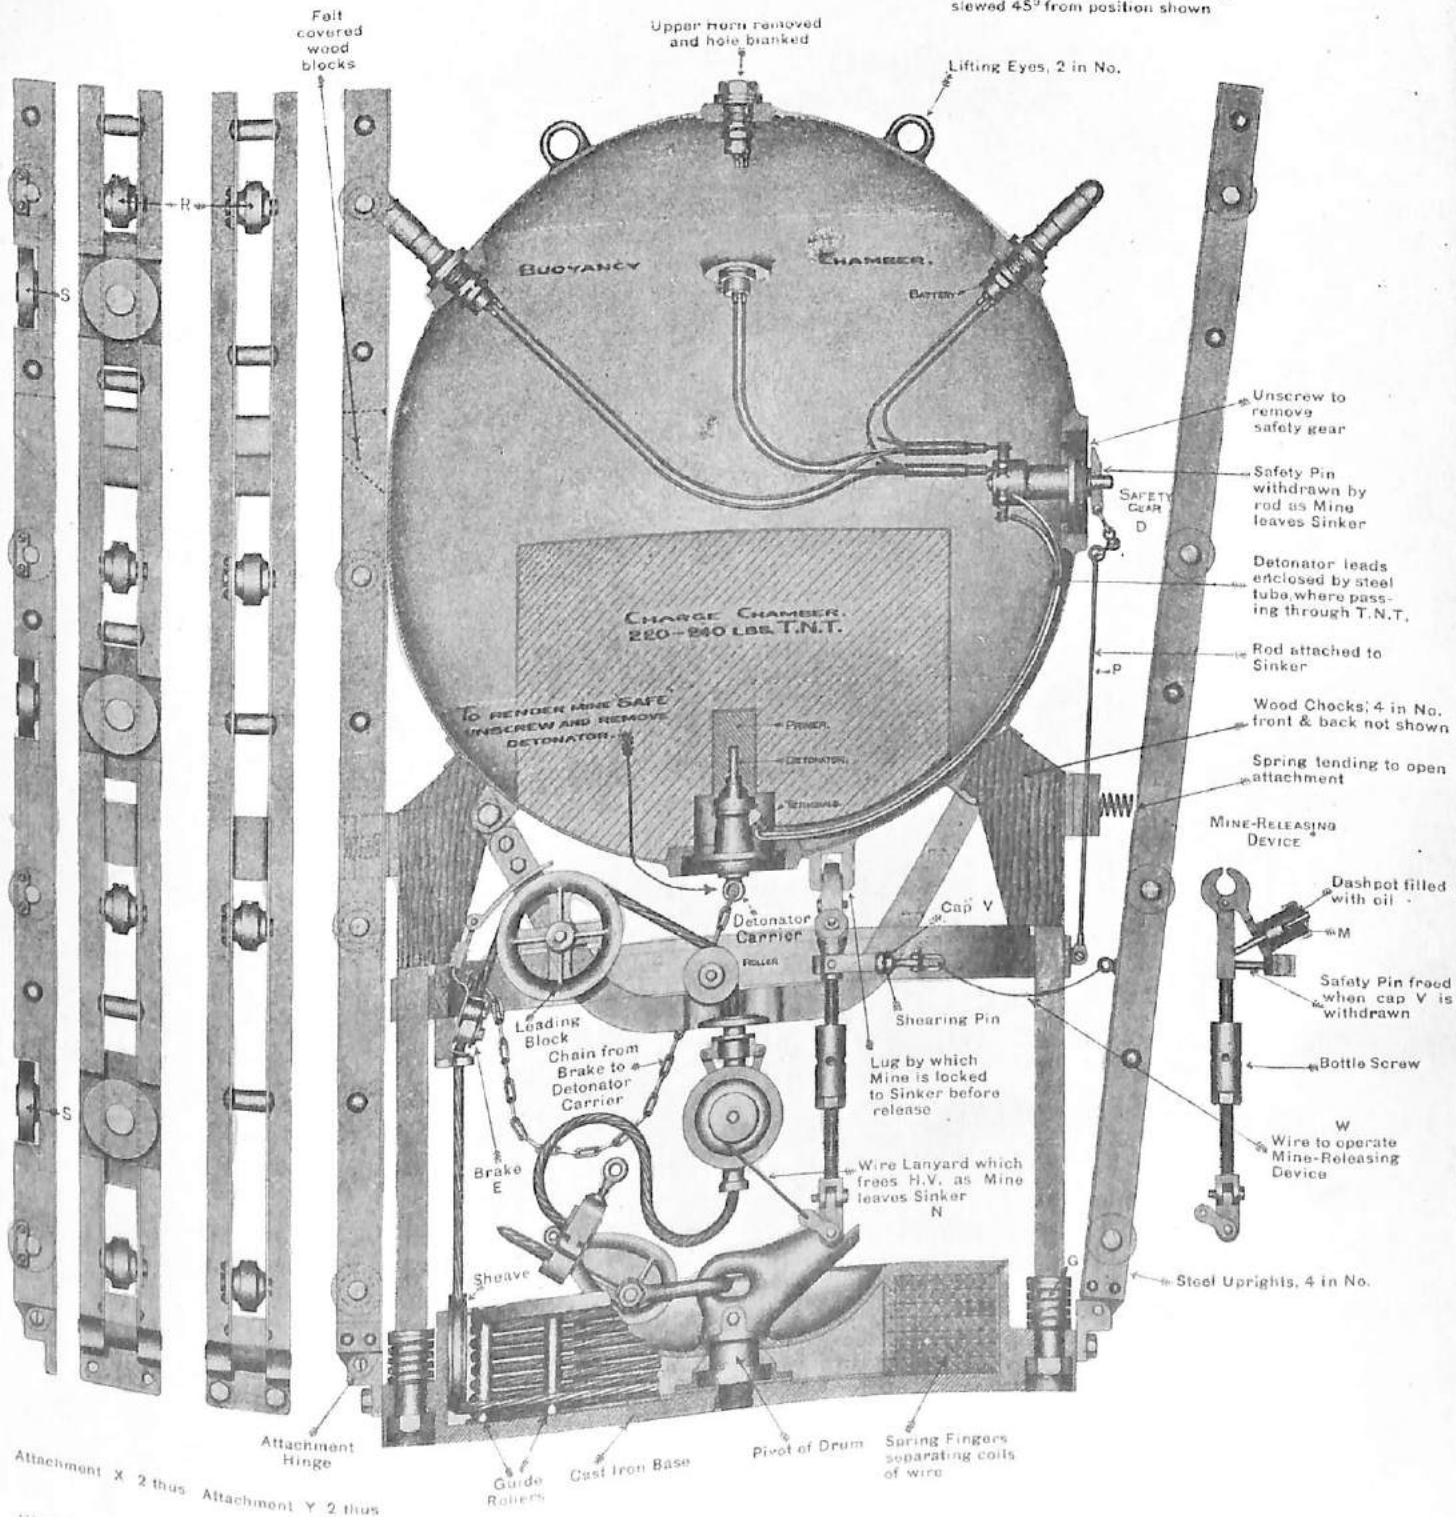 slewed 45° from position shown
Felt
covered
wood
blocks
Upper Horn removed
and hole blanked
Lifting Eyes, 2 in No.
R
S
BUOYANCY
CHAMBER.
BATTERY
Unscrew to
remove
safety gear
Safety Pin
withdrawn by
rod as Mine
leaves Sinker
SAFETY
GEAR
D
Detonator leads
enclosed by steel
tube, where pass-
ing through T.N.T.
CHARGE CHAMBER.
220-240 LBS. T.N.T.
Rod attached to
Sinker
P
Wood Chocks, 4 in No.
front & back not shown
TO RENDER MINE SAFE
UNSCREW AND REMOVE
DETONATOR.
PRIMER.
DETONATOR.
TERMINALS.
Spring tending to open
attachment
MINE-RELEASING
DEVICE
Dashpot filled
with oil
M
Detonator
Carrier
Cap V
ROLLER
Safety Pin freed
when cap V is
withdrawn
Leading
Block
Shearing Pin
Chain from
Brake to
Detonator
Carrier
Lug by which
Mine is locked
to Sinker before
release
Bottle Screw
S
W
Wire to operate
Mine-Releasing
Device
Brake
E
Wire Lanyard which
frees H.V. as Mine
leaves Sinker
N
Sheave
G
Steel Uprights, 4 in No.
Attachment
Hinge
Guide
Rollers
Cast Iron Base
Pivot of Drum
Spring Fingers
separating coils
of wire
Attachment X 2 thus
Attachment Y 2 thus